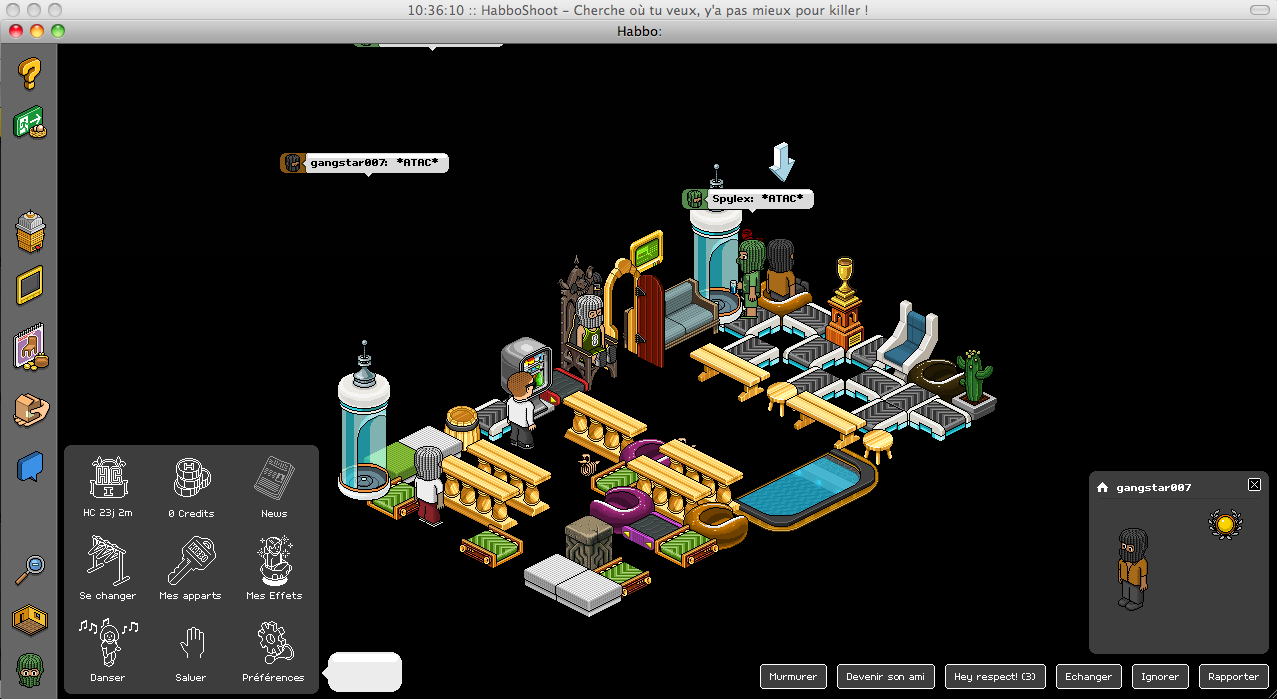 10:36:10 :: HabboShoot – Cherche où tu veux, y'a pas mieux pour killer !
Habbo:
gangstar007: *ATAC*
Spylex: *ATAC*
HC 23j 2m
0 Credits
News
Se changer
Mes apparts
Mes Effets
Danser
Saluer
Préférences
gangstar007
Murmurer
Devenir son ami
Hey respect! (3)
Echanger
Ignorer
Rapporter